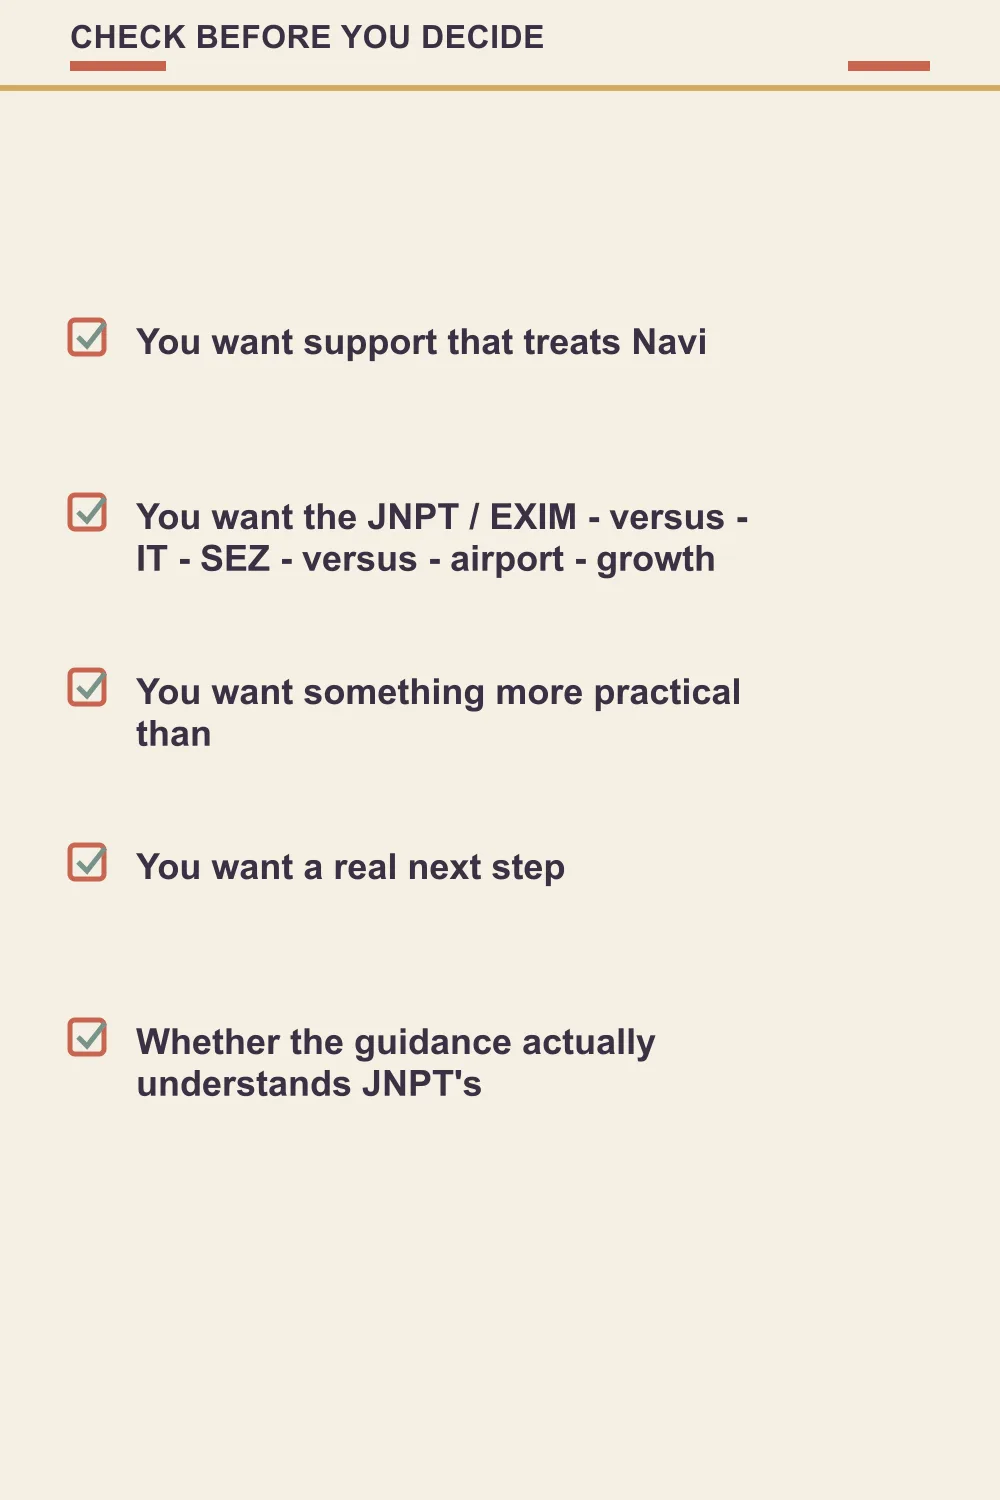 CHECK BEFORE YOU DECIDE
You want support that treats Navi
You want the JNPT / EXIM - versus -
IT - SEZ - versus - airport - growth
You want something more practical
than
You want a real next step
Whether the guidance actually
understands JNPT's